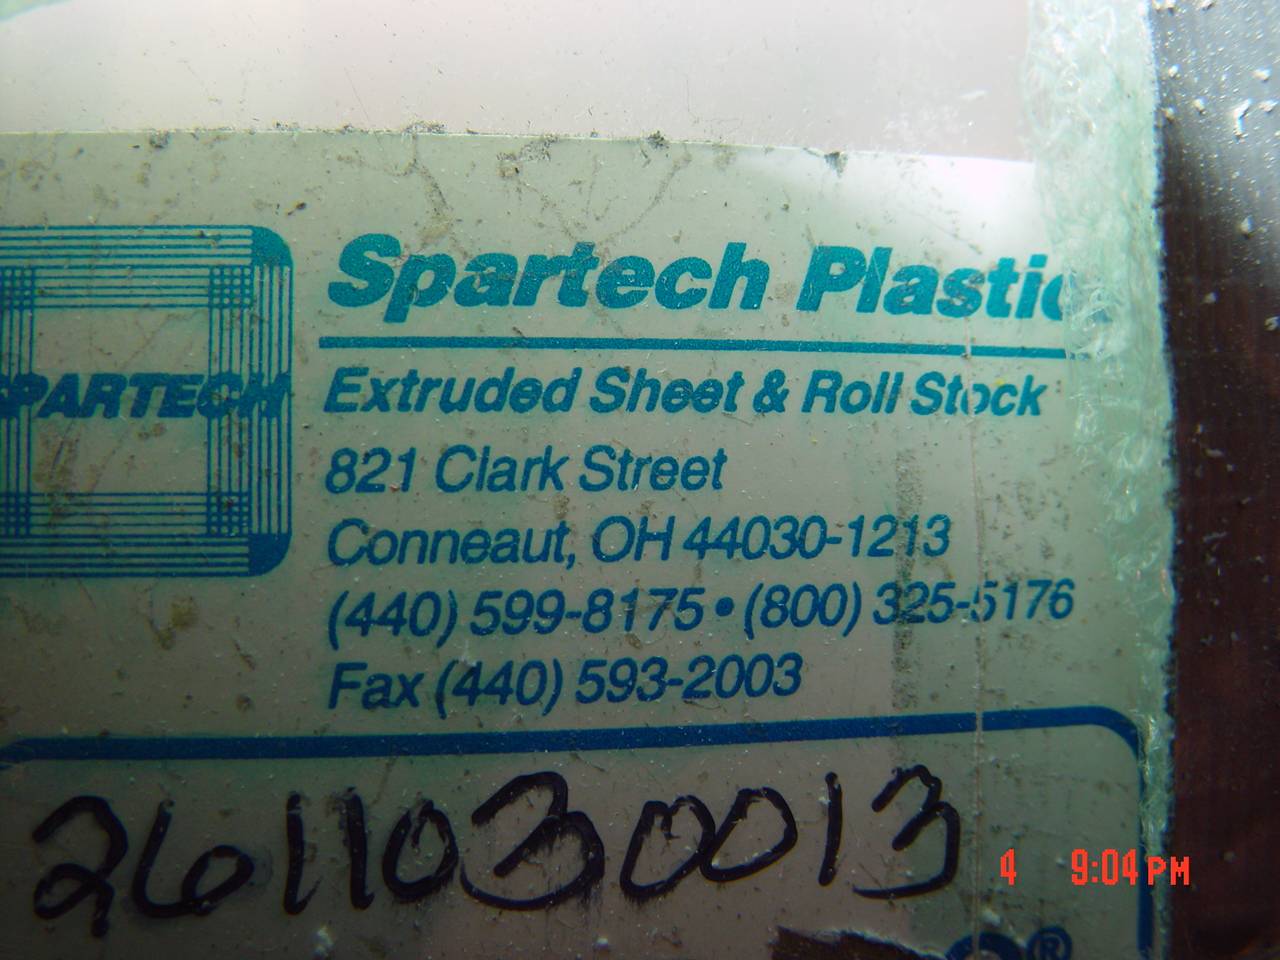 Spartech Plastic
SPARTECH
Extruded Sheet & Roll Stock
821 Clark Street
Conneaut, OH 44030-1213
(440) 599-8175 • (800) 325-5176
Fax (440) 593-2003
2611030013
4 9:04 PM
®